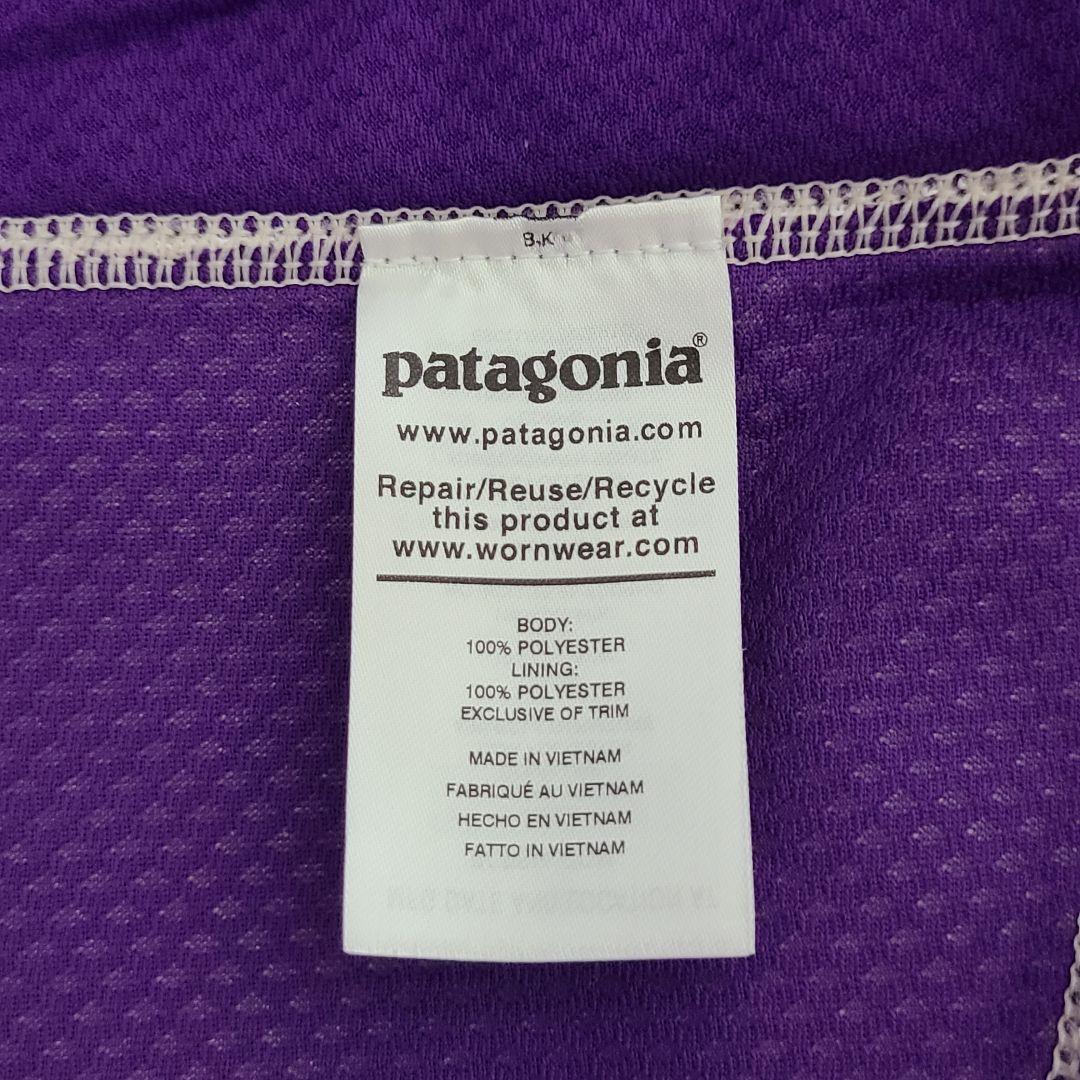 patagonia®
www.patagonia.com
Repair/Reuse/Recycle
this product at
www.wornwear.com
BODY:
100% POLYESTER
LINING:
100% POLYESTER
EXCLUSIVE OF TRIM
MADE IN VIETNAM
FABRIQUÉ AU VIETNAM
HECHO EN VIETNAM
FATTO IN VIETNAM